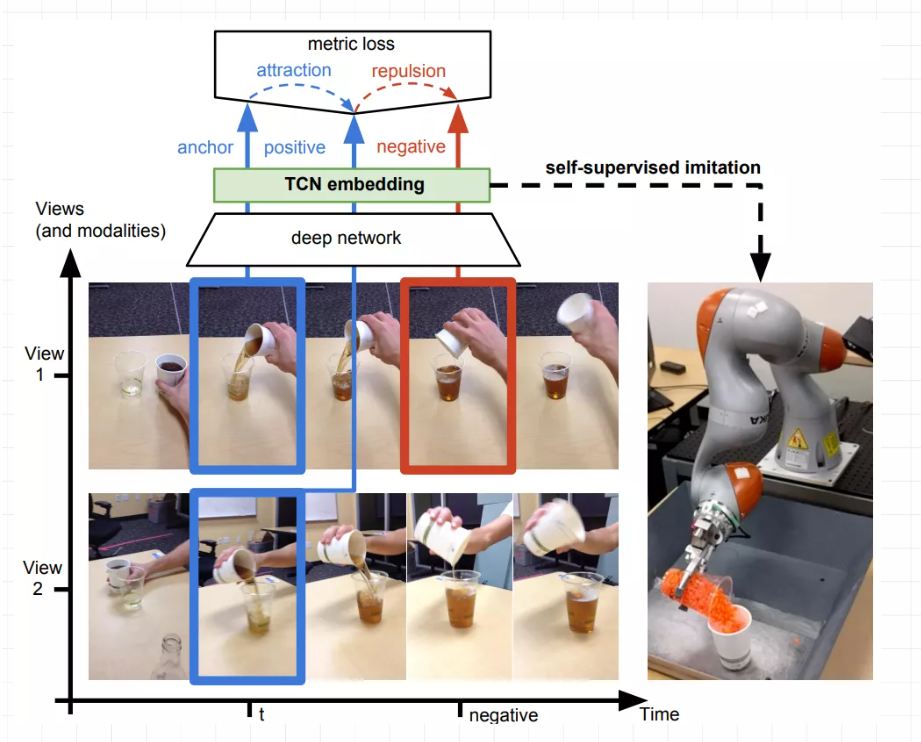 metric loss
attraction
repulsion
anchor
positive
negative
TCN embedding
self-supervised imitation
Views
(and modalities)
deep network
View
1
View
2
t
negative
Time